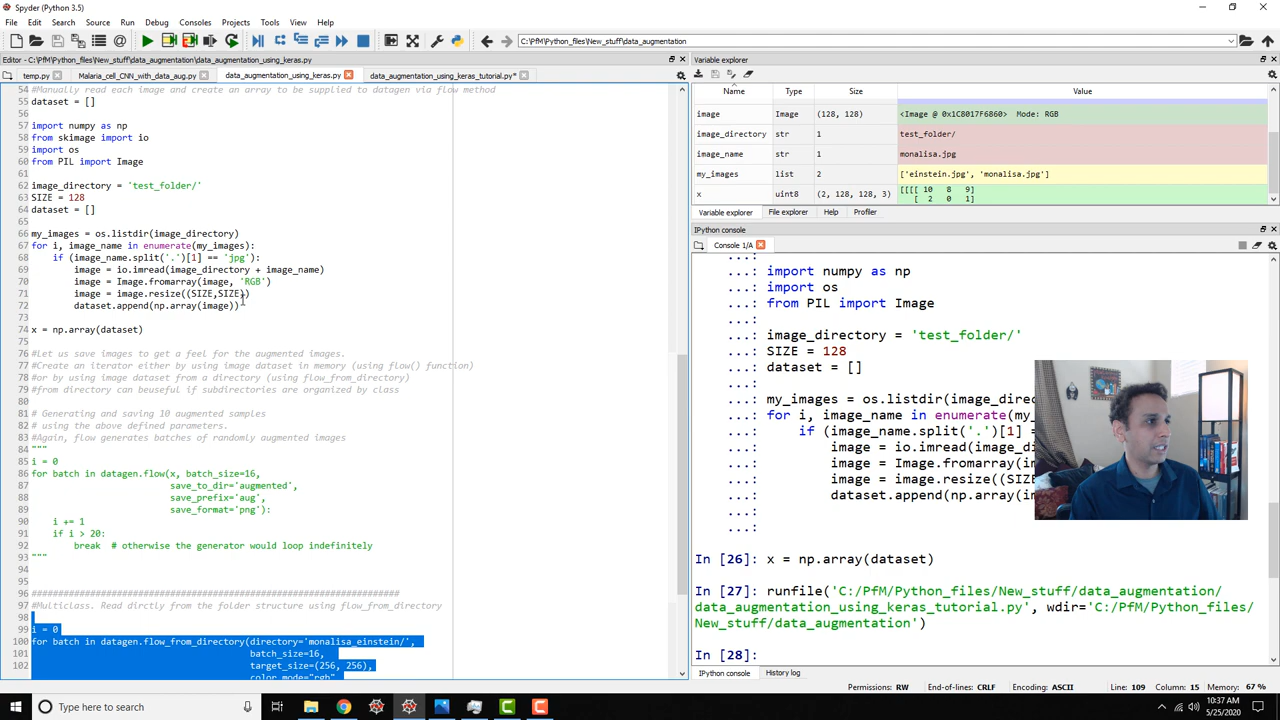 Spyder (Python 3.5)
File Edit Search Source Run Debug Consoles Projects Tools View Help
C:\PfM\Python_files\New_stuff\data_augmentation
Editor - C:\PfM\Python_files\New_stuff\data_augmentation\data_augmentation_using_keras.py
temp.py Malaria_cell_CNN_with_data_aug.py data_augmentation_using_keras.py data_augmentation_using_keras_tutorial.py*
54 #Manually read each image and create an array to be supplied to datagen via flow method
55 dataset = []
56
57 import numpy as np
58 from skimage import io
59 import os
60 from PIL import Image
61
62 image_directory = 'test_folder/'
63 SIZE = 128
64 dataset = []
65
66 my_images = os.listdir(image_directory)
67 for i, image_name in enumerate(my_images):
68 if (image_name.split('.')[1] == 'jpg'):
69 image = io.imread(image_directory + image_name)
70 image = Image.fromarray(image, 'RGB')
71 image = image.resize((SIZE,SIZE))
72 dataset.append(np.array(image))
73
74 x = np.array(dataset)
75
76 #Let us save images to get a feel for the augmented images.
77 #Create an iterator either by using image dataset in memory (using flow() function)
78 #or by using image dataset from a directory (using flow_from_directory)
79 #from directory can beuseful if subdirectories are organized by class
80
81 # Generating and saving 10 augmented samples
82 # using the above defined parameters.
83 #Again, flow generates batches of randomly augmented images
84 """
85 i = 0
86 for batch in datagen.flow(x, batch_size=16,
87 save_to_dir='augmented',
88 save_prefix='aug',
89 save_format='png'):
90 i += 1
91 if i > 20:
92 break # otherwise the generator would loop indefinitely
93 """
94
95
96 ######################################################################
97 #Multiclass. Read dirctly from the folder structure using flow_from_directory
98
99 i = 0
100 for batch in datagen.flow_from_directory(directory='monalisa_einstein/',
101 batch_size=16,
102 target_size=(256, 256),
color_mode="rgb",
Variable explorer
Name Type Size Value
image Image (128, 128) <Image @ 0x1C8017F6860> Mode: RGB
image_directory str 1 test_folder/
image_name str 1 monalisa.jpg
my_images list 2 ['einstein.jpg', 'monalisa.jpg']
x uint8 (2, 128, 128, 3) [[[[ 10 8 9]
[ 2 0 1]
Variable explorer File explorer Help Profiler
IPython console
Console 1/A
...:
...: import numpy as np
...: import os
...: from PIL import Image
...:
...: image_directory = 'test_folder/'
...: SIZE = 128
...: dataset = []
...:
...: my_images = os.listdir(image_direc
...: for i, image_name in enumerate(my_
...: if (image_name.split('.')[1]
...: image = io.imread(image_di
...: image = Image.fromarray(im
...: image = image.resize((SIZ
...: dataset.append(np.array(im
...:
...:
In [26]: x = np.array(dataset)
In [27]: runfile('C:/PfM/Python_files/New_stuff/data_augmentation/
data_augmentation_using_keras_tutorial.py', wdir='C:/PfM/Python_files/
New_stuff/data_augmentation')
In [28]:
IPython console History log
Permissions: RW End-of-lines: CRLF Encoding: ASCII Line: 109 Column: 15 Memory: 67 %
Type here to search
10:37 AM
5/25/2020